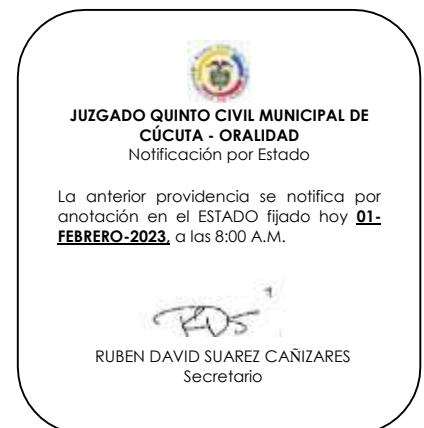 JUZGADO QUINTO CIVIL MUNICIPAL DE
CÚCUTA - ORALIDAD
Notificación por Estado
La anterior providencia se notifica por
anotación en el ESTADO fijado hoy 01-
FEBRERO-2023, a las 8:00 A.M.
RUBEN DAVID SUAREZ CAÑIZARES
Secretario